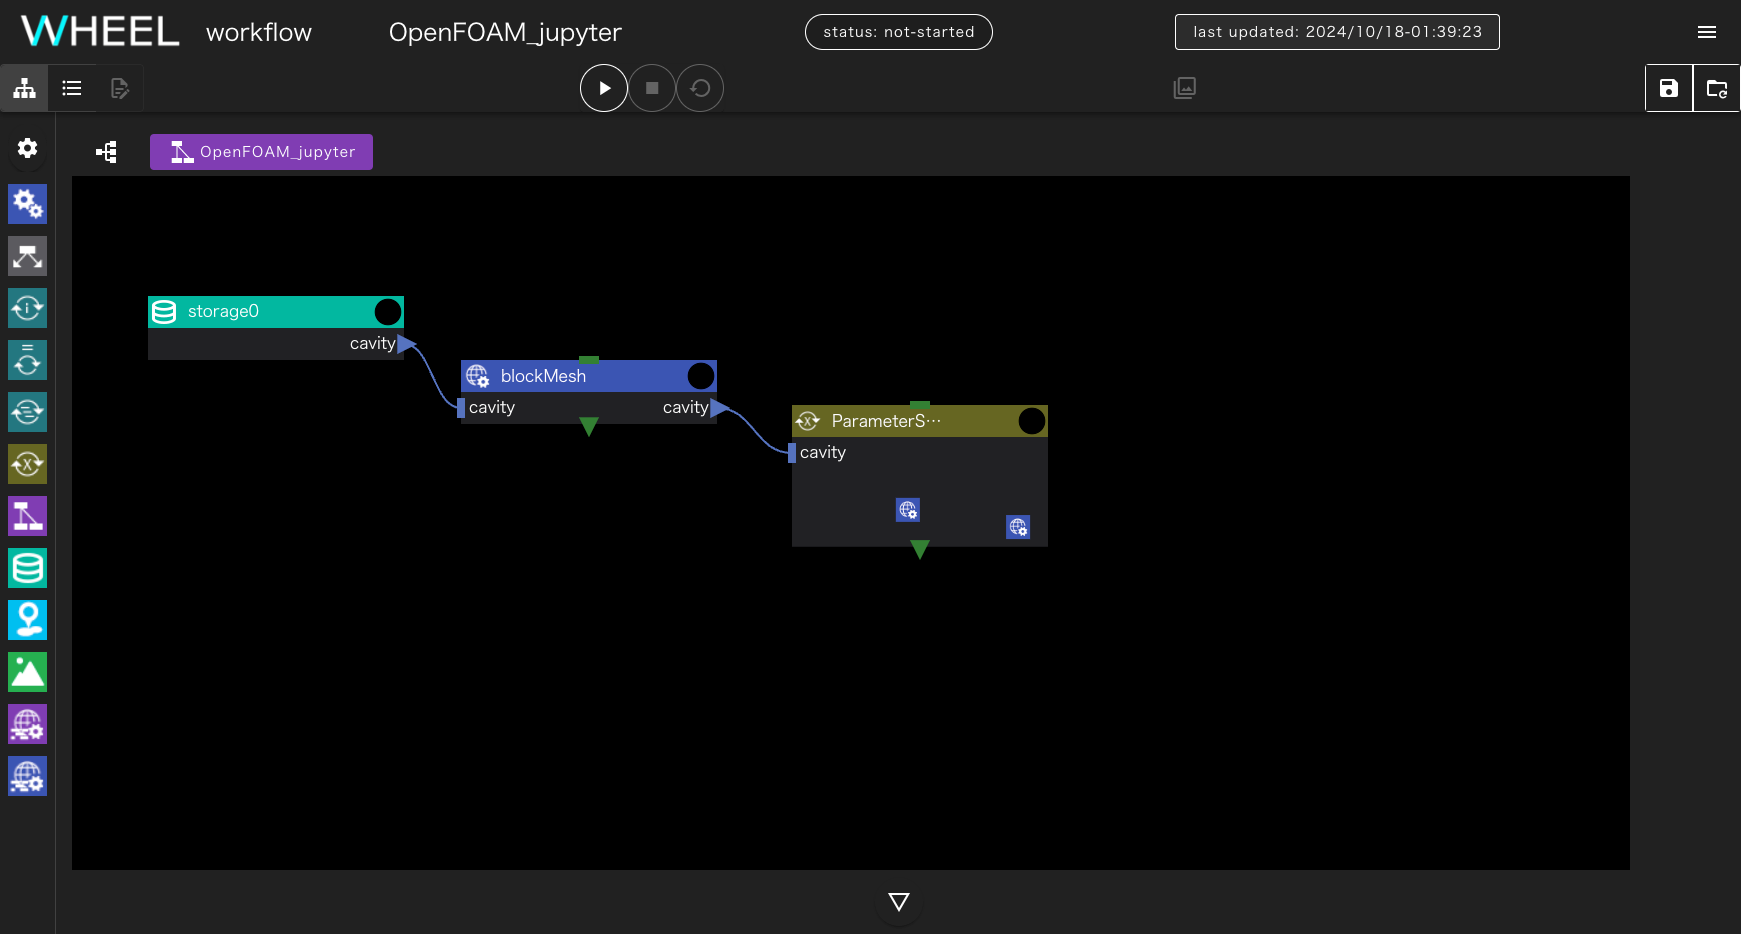 WHEEL workflow OpenFOAM_jupyter status: not-started last updated: 2024/10/18-01:39:23
OpenFOAM_jupyter
storage0
cavity
blockMesh
cavity cavity
ParameterS…
cavity